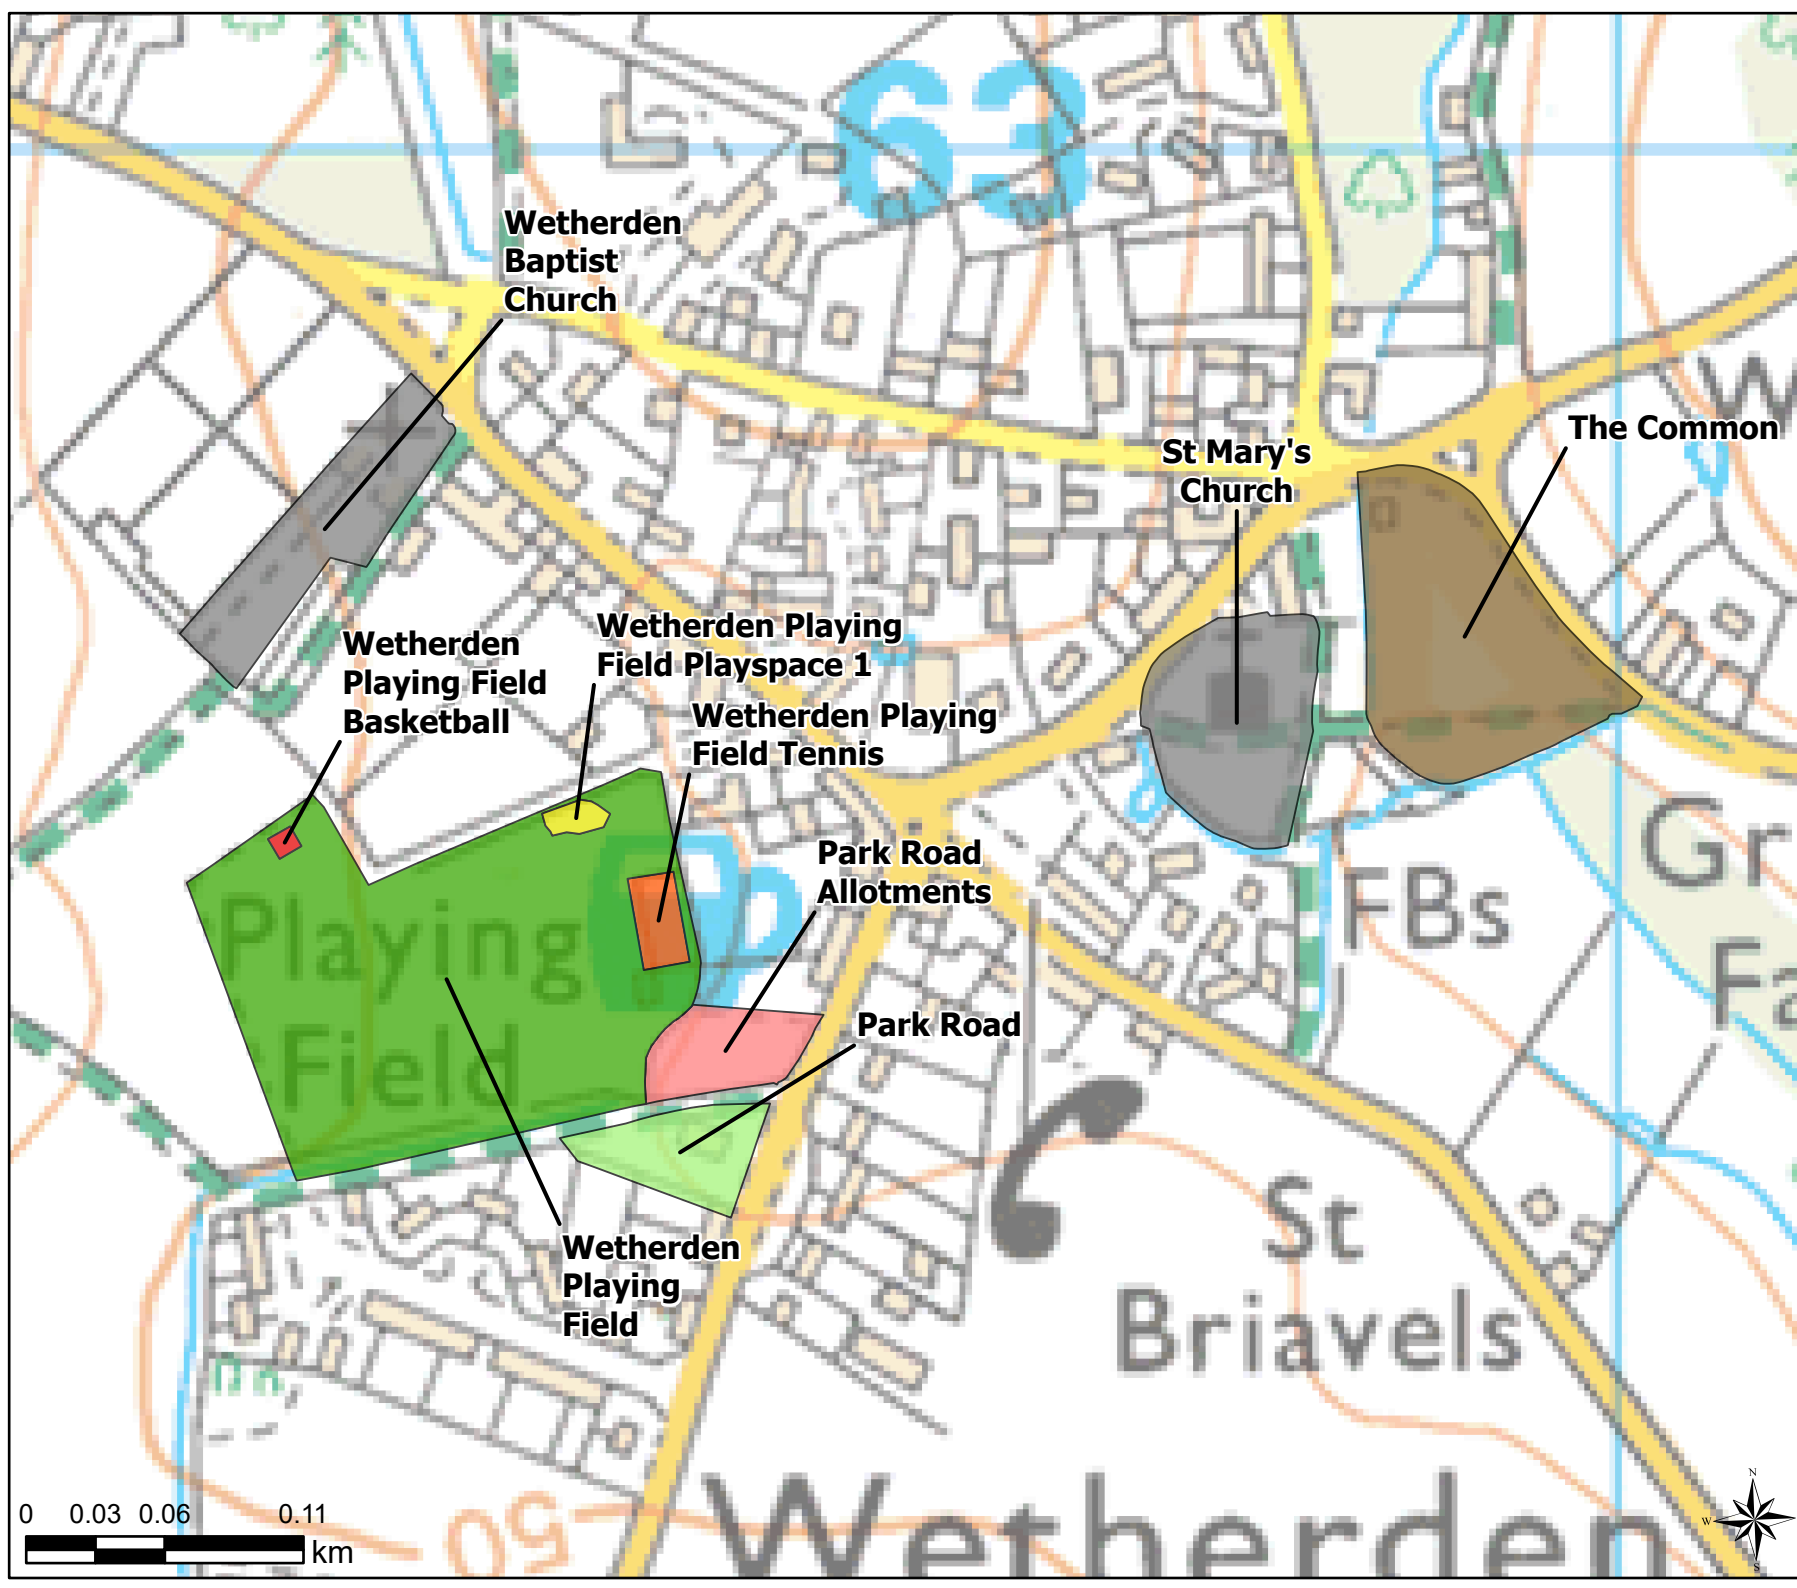 63
Wetherden
Baptist
Church
W
The Common
St Mary's
Church
Wetherden Playing
Field Playspace 1
Wetherden
Playing Field
Basketball
Wetherden Playing
Field Tennis
Park Road
Allotments
Gr
FBs
Playing
Field
Fa
Park Road
St
Briavels
Wetherden
Playing
Field
Wetherden
50
0 0.03 0.06 0.11
km
N
W
S